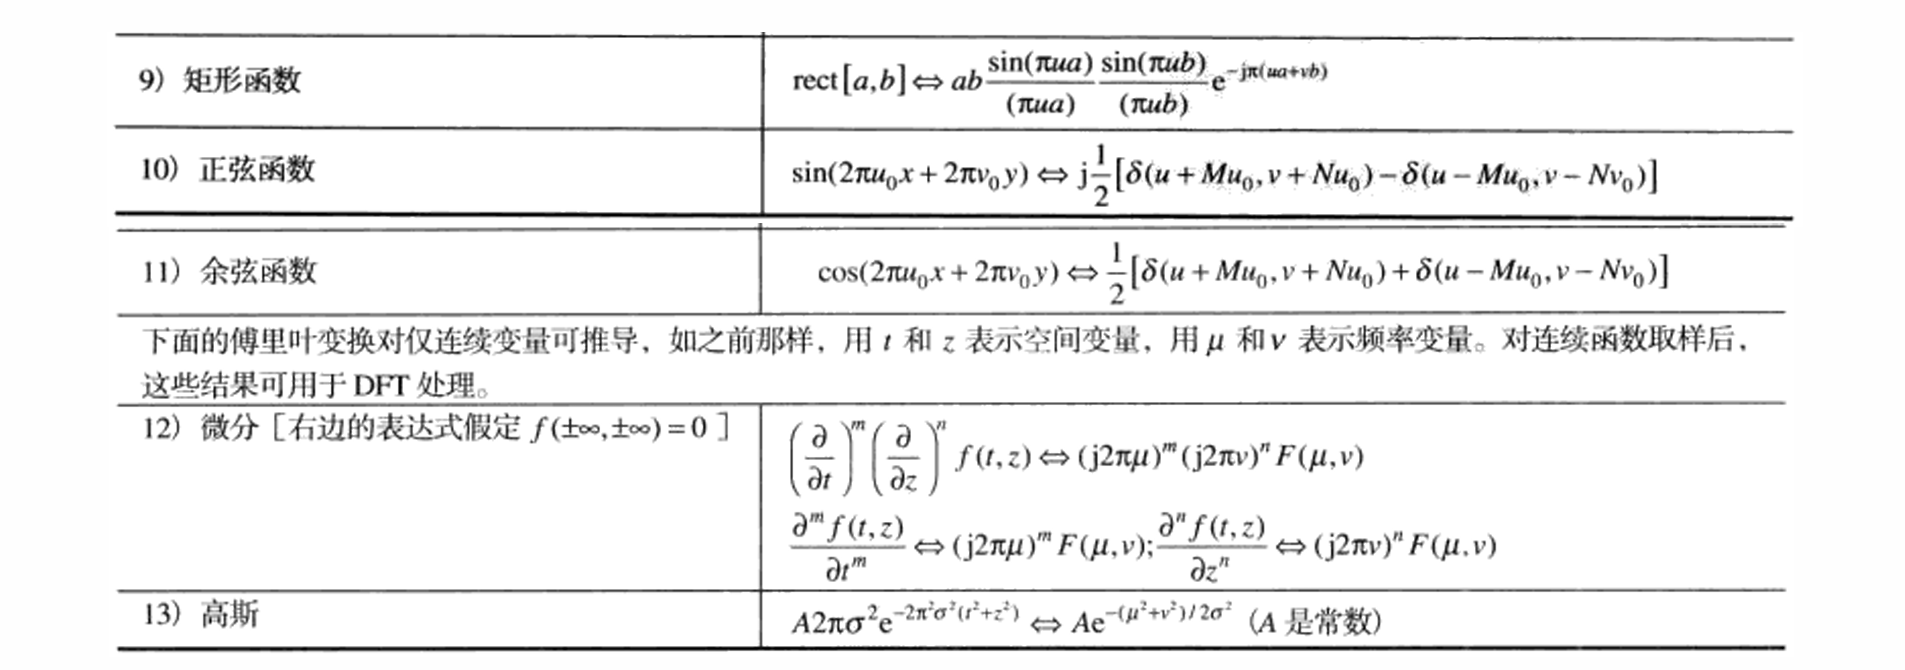 9) 矩形函数 rect[a,b]⇔ab sin(πua)/(πua) sin(πub)/(πub) e^{-jπ(ua+vb)}
10) 正弦函数 sin(2πu₀x+2πv₀y)⇔j 1/2[δ(u+Mu₀,v+Nu₀)−δ(u−Mu₀,v−Nv₀)]
11) 余弦函数 cos(2πu₀x+2πv₀y)⇔1/2[δ(u+Mu₀,v+Nu₀)+δ(u−Mu₀,v−Nv₀)]
下面的傅里叶变换对仅连续变量可推导，如之前那样，用 t 和 z 表示空间变量，用 μ 和 ν 表示频率变量。对连续函数取样后，
这些结果可用于 DFT 处理。
12) 微分［右边的表达式假定 f(±∞,±∞)=0］ (∂/∂t)^m(∂/∂z)^n f(t,z)⇔(j2πμ)^m(j2πν)^n F(μ,ν)
∂^m f(t,z)/∂t^m⇔(j2πμ)^m F(μ,ν);∂^n f(t,z)/∂z^n⇔(j2πν)^n F(μ,ν)
13) 高斯 A2πσ²e^{-2π²σ²(t²+z²)}⇔Ae^{-(μ²+ν²)/2σ²}（A 是常数）